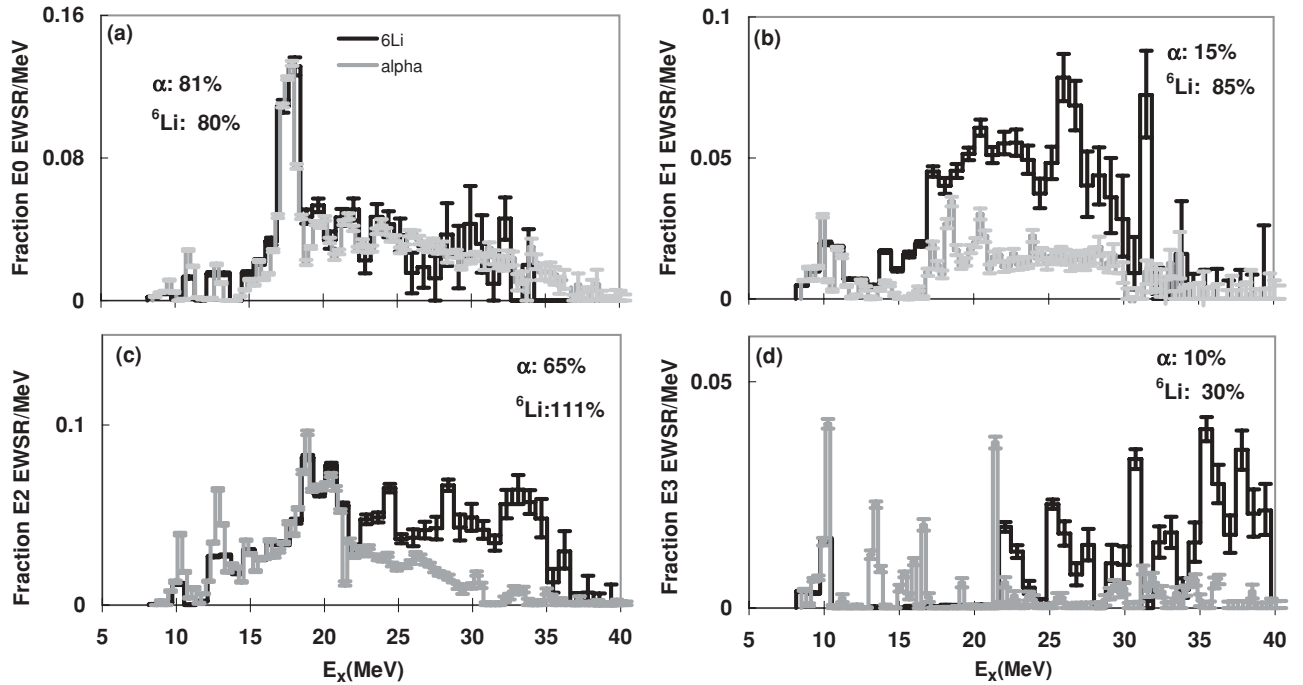 (a)
6Li
alpha
α: 81%
⁶Li: 80%
Fraction E0 EWSR/MeV
0.16
0.08
0
(b)
α: 15%
⁶Li: 85%
Fraction E1 EWSR/MeV
0.1
0.05
0
(c)
α: 65%
⁶Li:111%
Fraction E2 EWSR/MeV
0.1
0
5 10 15 20 25 30 35 40
Eₓ(MeV)
(d)
α: 10%
⁶Li: 30%
Fraction E3 EWSR/MeV
0.05
0
5 10 15 20 25 30 35 40
Eₓ(MeV)